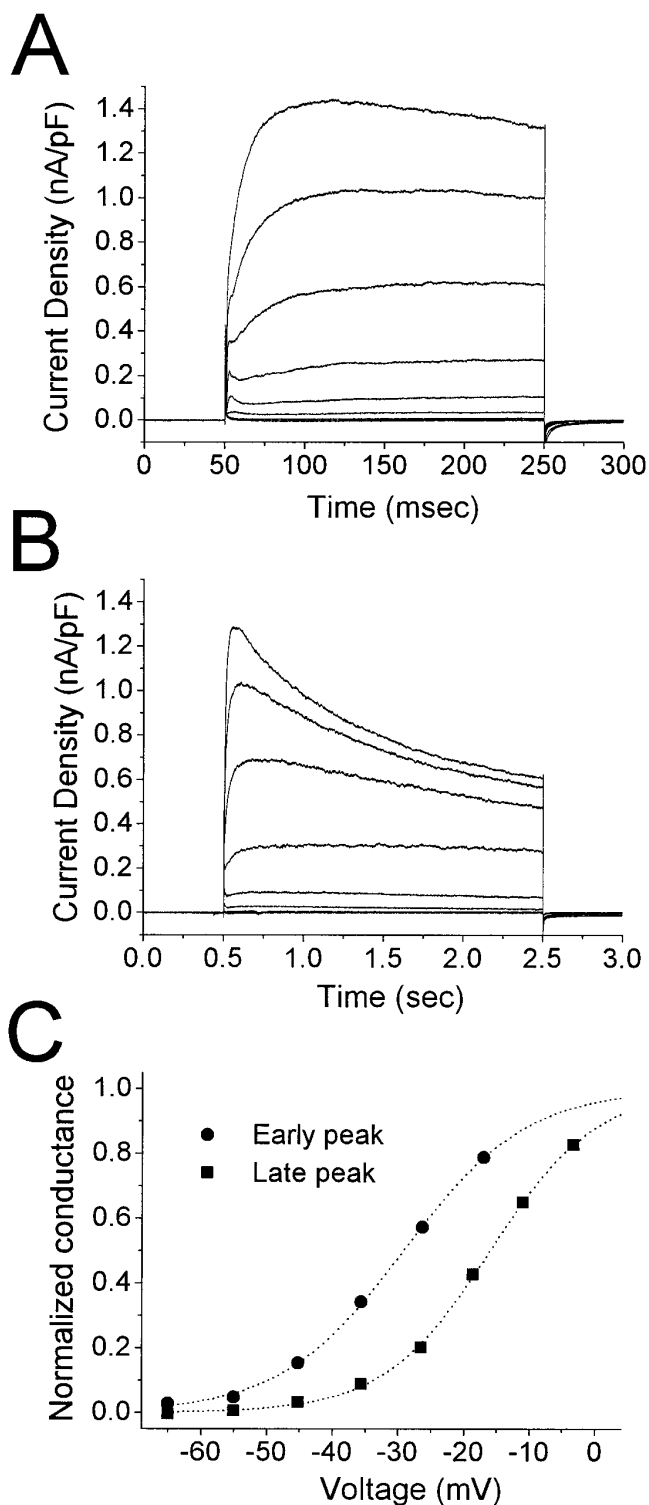 A
Current Density (nA/pF)
1.4
1.2
1.0
0.8
0.6
0.4
0.2
0.0
0 50 100 150 200 250 300
Time (msec)
B
Current Density (nA/pF)
1.4
1.2
1.0
0.8
0.6
0.4
0.2
0.0
0.0 0.5 1.0 1.5 2.0 2.5 3.0
Time (sec)
C
Normalized conductance
1.0
0.8
0.6
0.4
0.2
0.0
Early peak
Late peak
-60 -50 -40 -30 -20 -10 0
Voltage (mV)